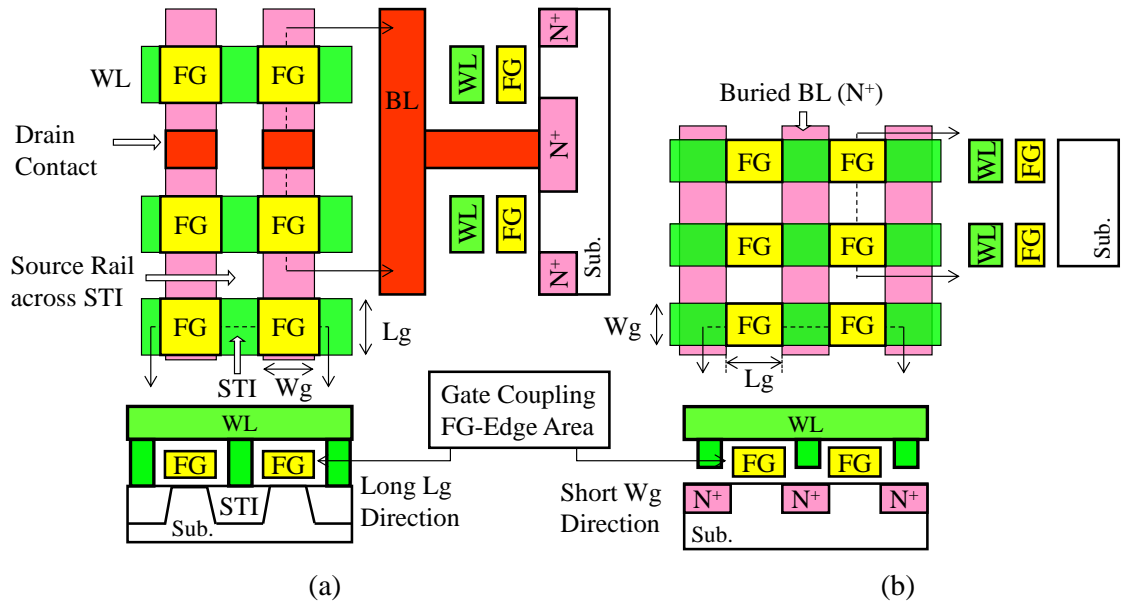 FG
FG
WL
Drain
Contact
FG
FG
Source Rail
across STI
FG
FG
Lg
STI
Wg
BL
WL
FG
WL
FG
N⁺
N⁺
N⁺
Sub.
Buried BL (N⁺)
FG
FG
FG
FG
FG
FG
Wg
Lg
WL
FG
WL
FG
Sub.
WL
FG
FG
STI
Sub.
Gate Coupling
FG-Edge Area
Long Lg
Direction
Short Wg
Direction
WL
FG
FG
N⁺
N⁺
N⁺
Sub.
(a)
(b)